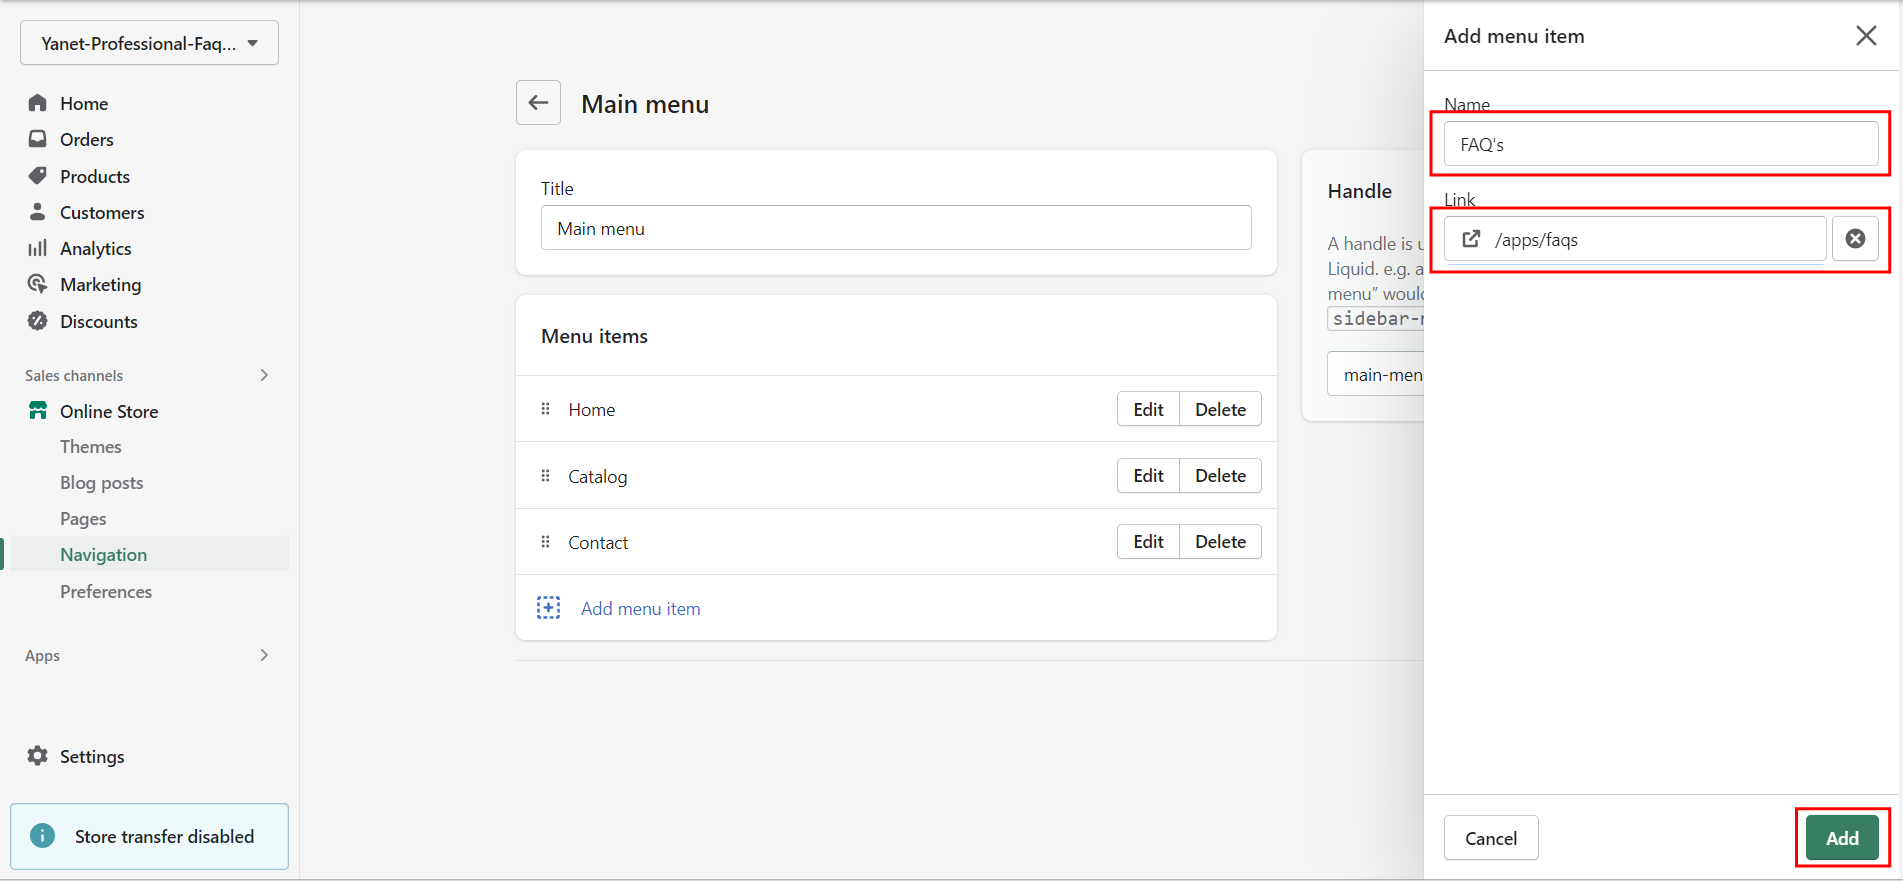 Yanet-Professional-Faq...
Home
Orders
Products
Customers
Analytics
Marketing
Discounts
Sales channels
Online Store
Themes
Blog posts
Pages
Navigation
Preferences
Apps
Settings
Store transfer disabled
Main menu
Title
Main menu
Menu items
Home Edit Delete
Catalog Edit Delete
Contact Edit Delete
Add menu item
Handle
A handle is
Liquid. e.g. a
menu”
sidebar-
main-men
Add menu item
Name
FAQ's
Link
/apps/faqs
Cancel Add